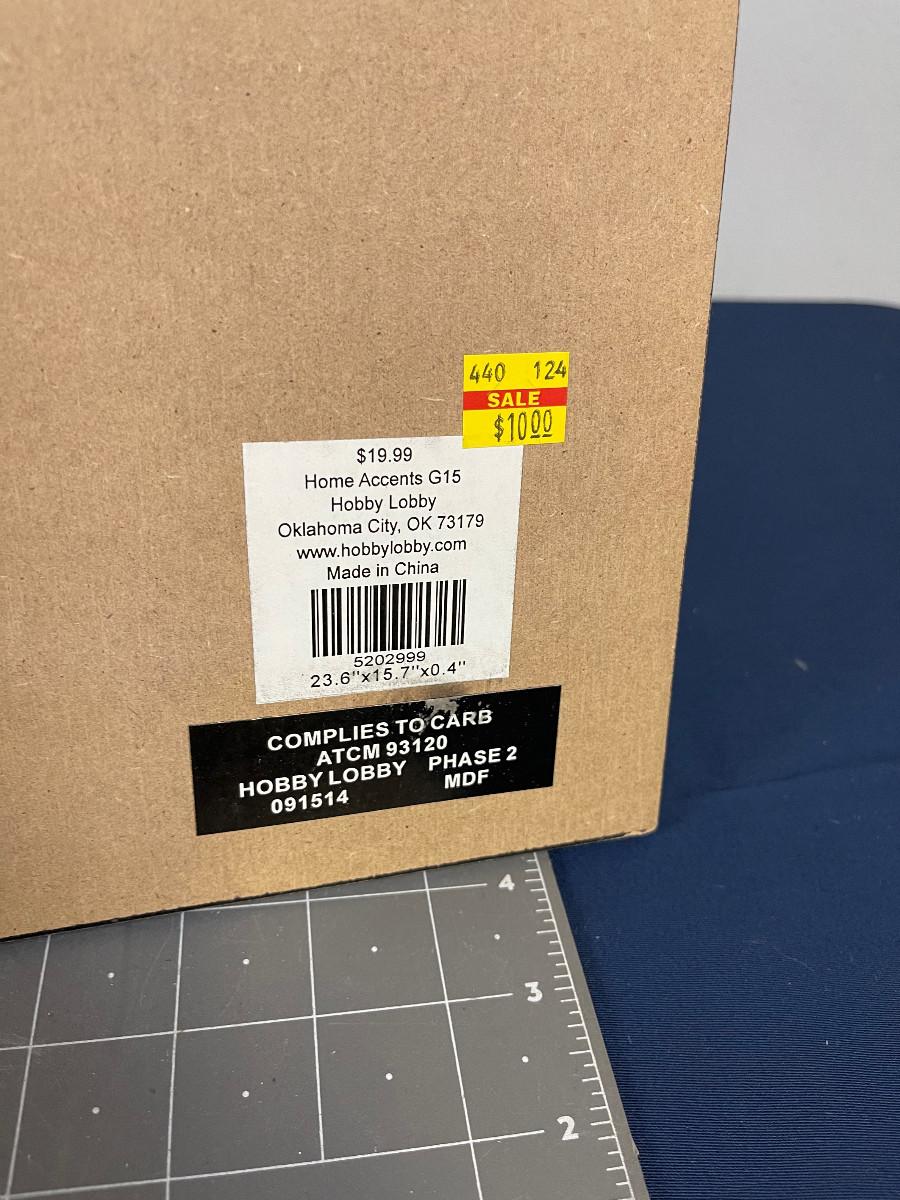 440 124
SALE
$10.00
$19.99
Home Accents G15
Hobby Lobby
Oklahoma City, OK 73179
www.hobbylobby.com
Made in China
5202999
23.6"x15.7"x0.4"
COMPLIES TO CARB
ATCM 93120
HOBBY LOBBY PHASE 2
091514 MDF
4
3
2